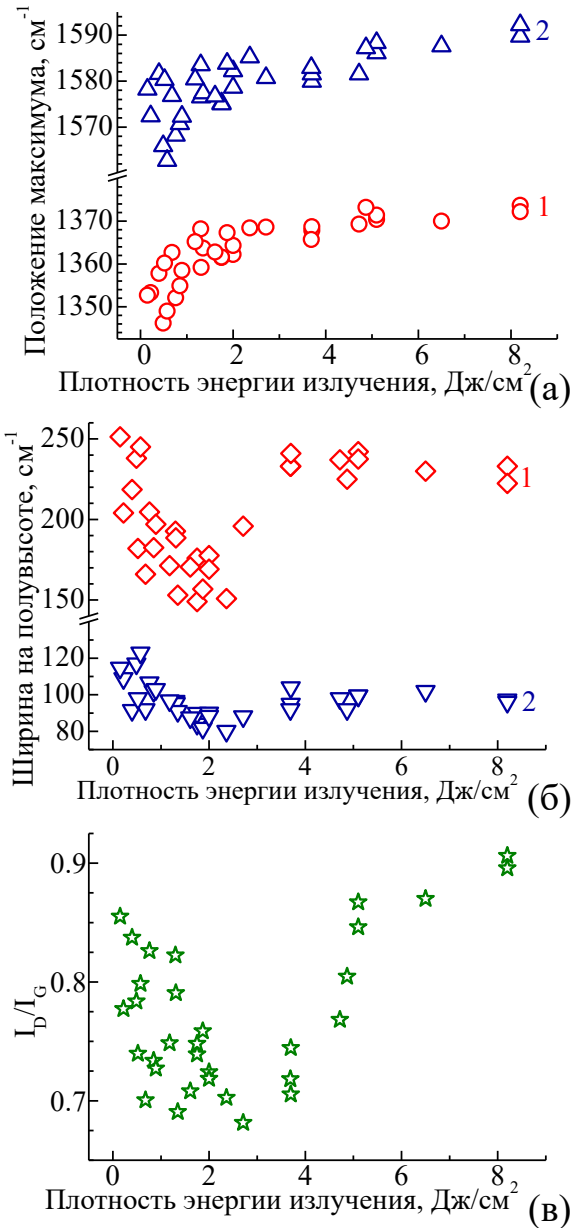 Положение максимума, см⁻¹
1590
1580
1570
1370
1360
1350
2
1
0 2 4 6 8
Плотность энергии излучения, Дж/см² (а)
Ширина на полувысоте, см⁻¹
250
200
150
120
100
80
1
2
0 2 4 6 8
Плотность энергии излучения, Дж/см² (б)
I_D/I_G
0.9
0.8
0.7
0 2 4 6 8
Плотность энергии излучения, Дж/см² (в)